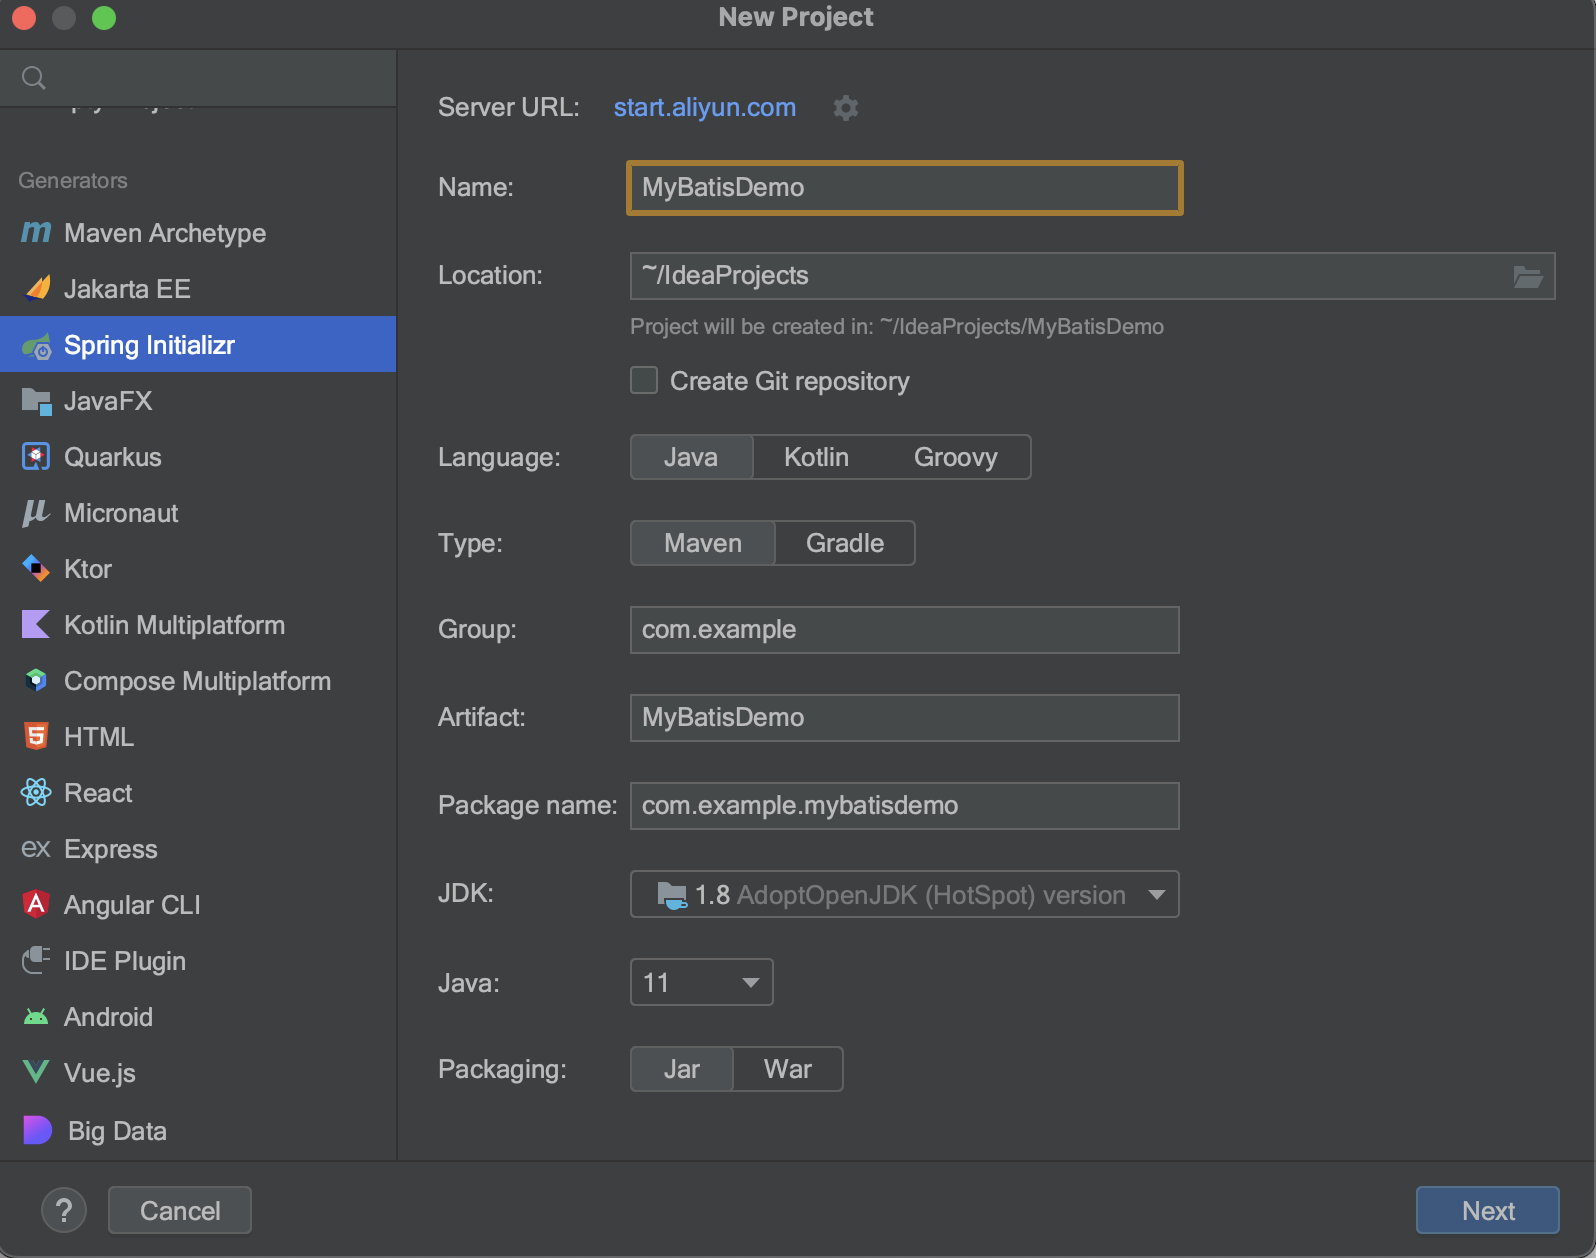 New Project
Generators
Maven Archetype
Jakarta EE
Spring Initializr
JavaFX
Quarkus
Micronaut
Ktor
Kotlin Multiplatform
Compose Multiplatform
HTML
React
ex Express
Angular CLI
IDE Plugin
Android
Vue.js
Big Data
Server URL: start.aliyun.com
Name: MyBatisDemo
Location: ~/IdeaProjects
Project will be created in: ~/IdeaProjects/MyBatisDemo
Create Git repository
Language: Java Kotlin Groovy
Type: Maven Gradle
Group: com.example
Artifact: MyBatisDemo
Package name: com.example.mybatisdemo
JDK: 1.8 AdoptOpenJDK (HotSpot) version
Java: 11
Packaging: Jar War
? Cancel Next